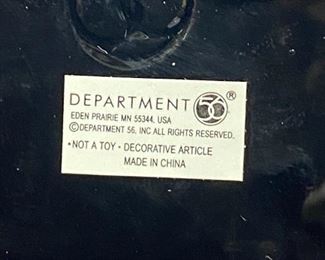 DEPARTMENT 56®
EDEN PRAIRIE MN 55344, USA
©DEPARTMENT 56, INC ALL RIGHTS RESERVED.
•NOT A TOY • DECORATIVE ARTICLE
MADE IN CHINA